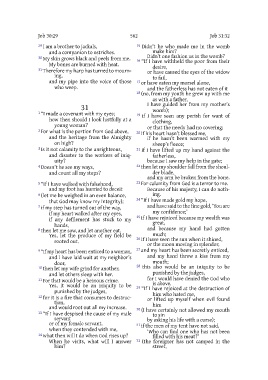 Job 30:29
502
Job 31:32
29 I am a brother to jackals,
and a companion to ostriches.
30 My skin grows black and peels from me.
My bones are burned with heat.
31 Therefore my harp has turned to mourning,
and my pipe into the voice of those
who weep.
31
1 "I made a covenant with my eyes;
how then should I look lustfully at a
young woman?
2 For what is the portion from God above,
and the heritage from the Almighty
on high?
3 Is it not calamity to the unrighteous,
and disaster to the workers of iniquity?
4 Doesn't he see my ways,
and count all my steps?
5 "If I have walked with falsehood,
and my foot has hurried to deceit
6 (let me be weighed in an even balance,
that God may know my integrity);
7 if my step has turned out of the way,
if my heart walked after my eyes,
if any defilement has stuck to my
hands,
8 then let me sow, and let another eat.
Yes, let the produce of my field be
rooted out.
9 "If my heart has been enticed to a woman,
and I have laid wait at my neighbor's
door,
10 then let my wife grind for another,
and let others sleep with her.
11 For that would be a heinous crime.
Yes, it would be an iniquity to be
punished by the judges,
12 for it is a fire that consumes to destruction,
and would root out all my increase.
13 "If I have despised the cause of my male
servant
or of my female servant,
when they contended with me,
14 what then will I do when God rises up?
When he visits, what will I answer
him?
15 Didn't he who made me in the womb
make him?
Didn't one fashion us in the womb?
16 "If I have withheld the poor from their
desire,
or have caused the eyes of the widow
to fail,
17 or have eaten my morsel alone,
and the fatherless has not eaten of it
18 (no, from my youth he grew up with me
as with a father,
I have guided her from my mother's
womb);
19 if I have seen any perish for want of
clothing,
or that the needy had no covering;
20 if his heart hasn't blessed me,
if he hasn't been warmed with my
sheep's fleece;
21 if I have lifted up my hand against the
fatherless,
because I saw my help in the gate;
22 then let my shoulder fall from the shoulder blade,
and my arm be broken from the bone.
23 For calamity from God is a terror to me.
Because of his majesty, I can do nothing.
24 "If I have made gold my hope,
and have said to the fine gold, 'You are
my confidence;'
25 If I have rejoiced because my wealth was
great,
and because my hand had gotten
much;
26 if I have seen the sun when it shined,
or the moon moving in splendor,
27 and my heart has been secretly enticed,
and my hand threw a kiss from my
mouth;
28 this also would be an iniquity to be
punished by the judges,
for I would have denied the God who
is above.
29 "If I have rejoiced at the destruction of
him who hated me,
or lifted myself up when evil found
him
30 (I have certainly not allowed my mouth
to sin
by asking his life with a curse);
31 if the men of my tent have not said,
'Who can find one who has not been
filled with his meat?'
32 (the foreigner has not camped in the
street,